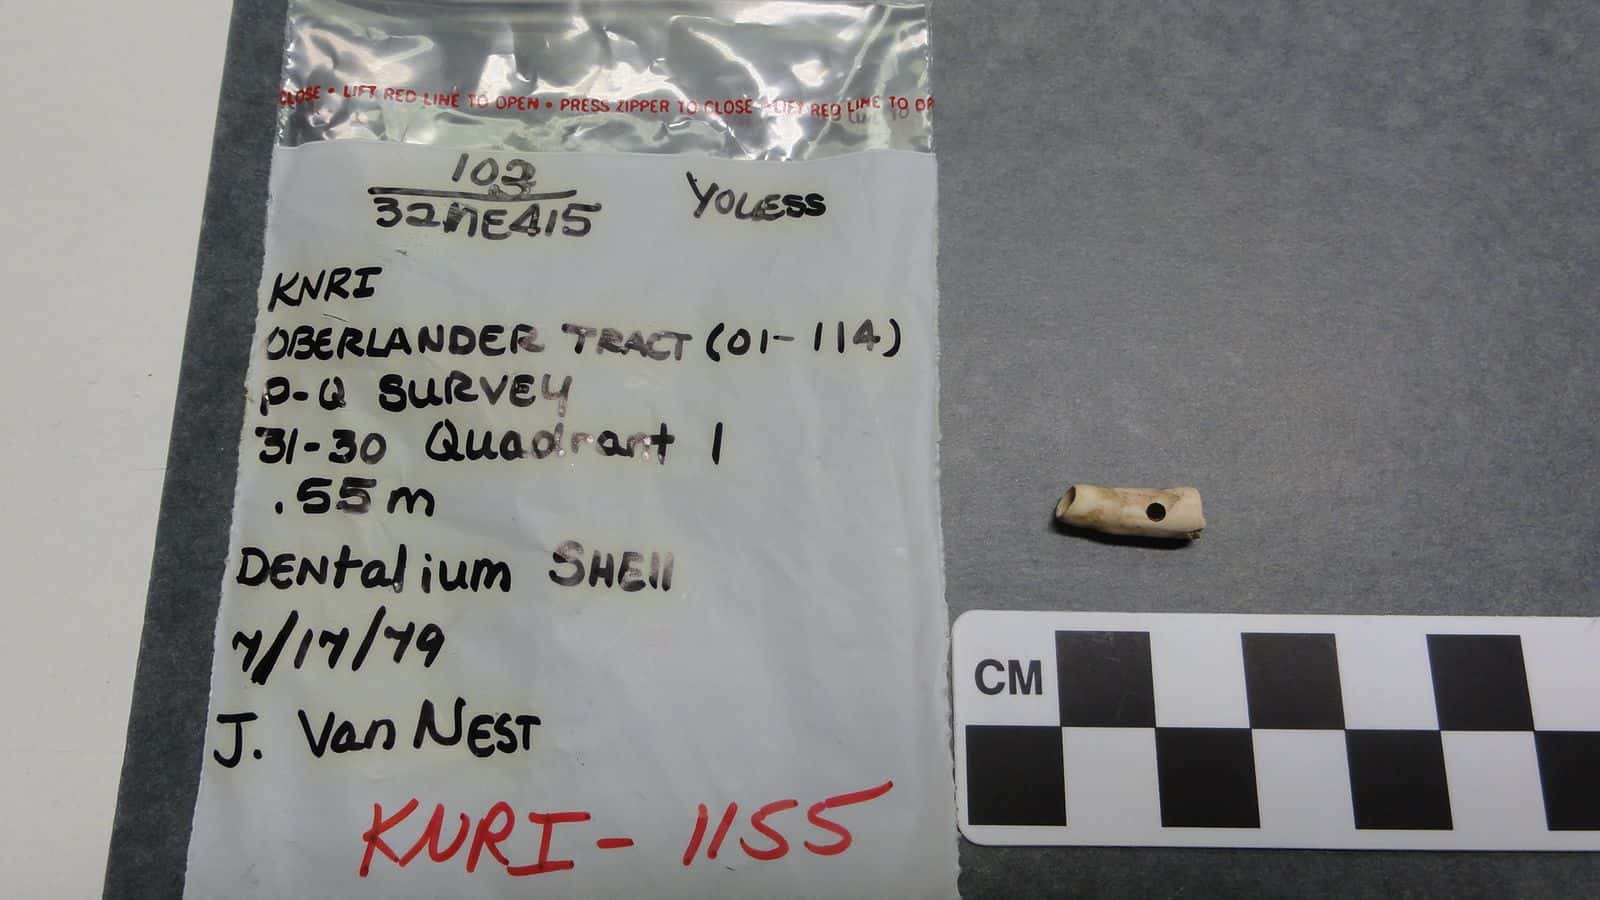 CLOSE • LIFT RED LINE TO OPEN • PRESS ZIPPER TO CLOSE • LIFT RED LINE TO OP
102
32ME415 YOLESS
KNRI
OBERLANDER TRACT (01-114)
P-Q SURVEY
31-30 Quadrant 1
.55m
DENtalium SHEll
7/17/79
J. Van NEST
KNRI - 1155
CM